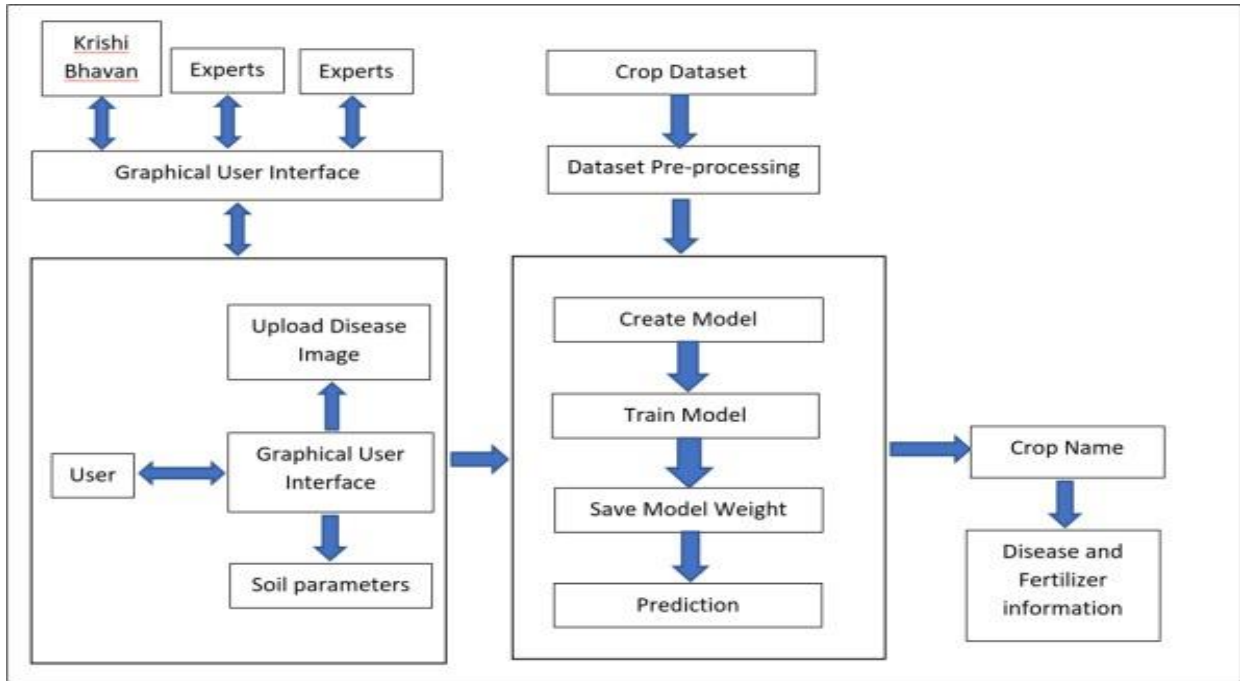 Krishi
Bhavan
Experts
Experts
Graphical User Interface
Upload Disease
Image
User
Graphical User
Interface
Soil parameters
Crop Dataset
Dataset Pre-processing
Create Model
Train Model
Save Model Weight
Prediction
Crop Name
Disease and
Fertilizer
information